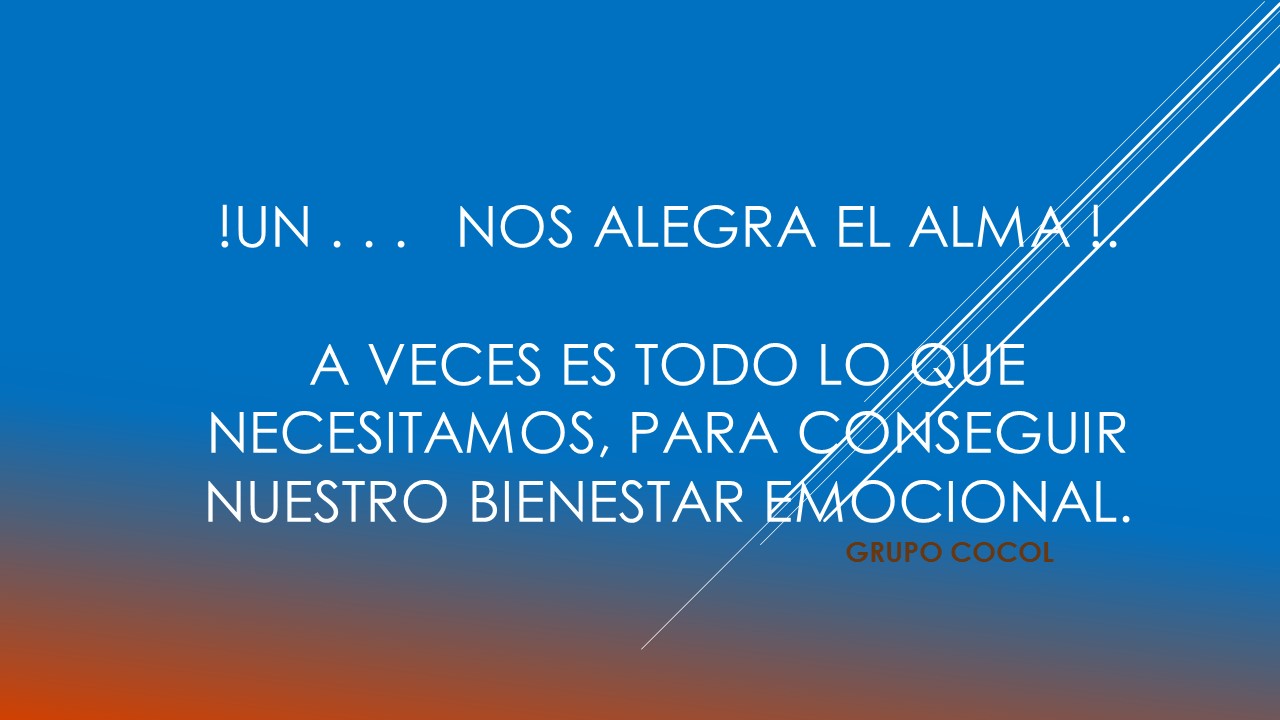 !UN . . .   NOS ALEGRA EL ALMA !.
A VECES ES TODO LO QUE
NECESITAMOS, PARA CONSEGUIR
NUESTRO BIENESTAR EMOCIONAL.
GRUPO COCOL